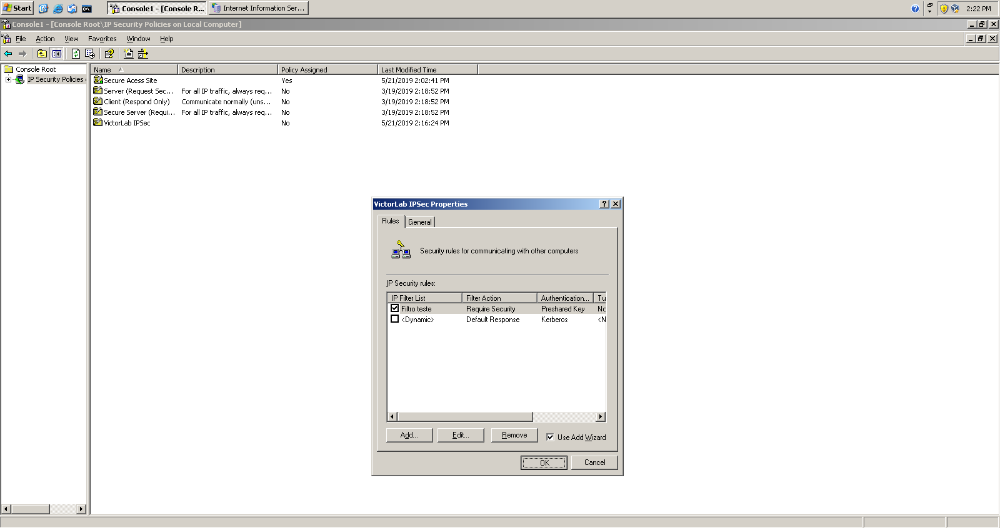 Start Console1 - [Console R... Internet Information Ser... 2:22 PM
Console1 - [Console Root\IP Security Policies on Local Computer]
File Action View Favorites Window Help
Console Root
IP Security Policies
Name Description Policy Assigned Last Modified Time
Secure Acess Site Yes 5/21/2019 2:02:41 PM
Server (Request Sec... For all IP traffic, always req... No 3/19/2019 2:18:52 PM
Client (Respond Only) Communicate normally (uns... No 3/19/2019 2:18:52 PM
Secure Server (Requi... For all IP traffic, always req... No 3/19/2019 2:18:52 PM
VictorLab IPSec No 5/21/2019 2:16:24 PM
VictorLab IPSec Properties
Rules General
Security rules for communicating with other computers
IP Security rules:
IP Filter List Filter Action Authentication... Tu
Filtro teste Require Security Preshared Key No
<Dynamic> Default Response Kerberos <N
Add... Edit... Remove Use Add Wizard
OK Cancel